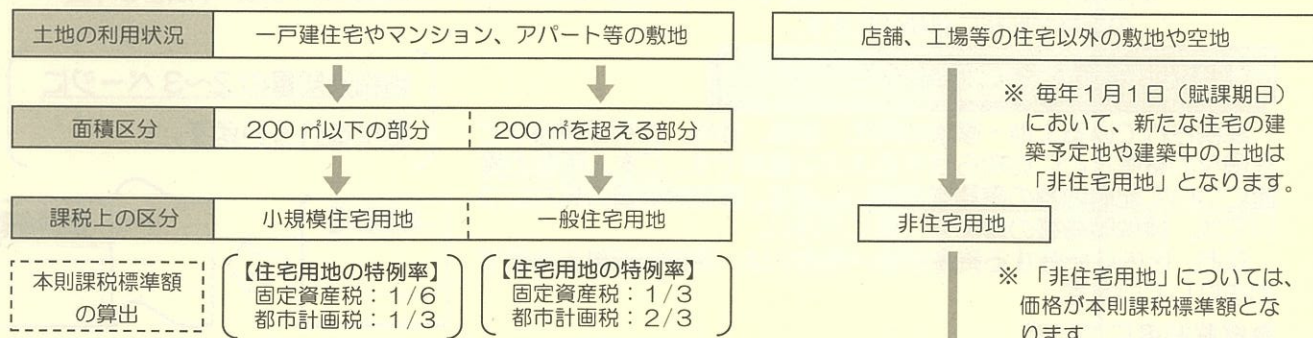 土地の利用状況
一戸建住宅やマンション、アパート等の敷地
店舗、工場等の住宅以外の敷地や空地
面積区分
200㎡以下の部分
200㎡を超える部分
※ 毎年1月1日(賦課期日)
において、新たな住宅の建
築予定地や建築中の土地は
「非住宅用地」となります。
課税上の区分
小規模住宅用地
一般住宅用地
非住宅用地
本則課税標準額
の算出
【住宅用地の特例率】
固定資産税:1/6
都市計画税:1/3
【住宅用地の特例率】
固定資産税:1/3
都市計画税:2/3
※ 「非住宅用地」については、
価格が本則課税標準額とな
ります